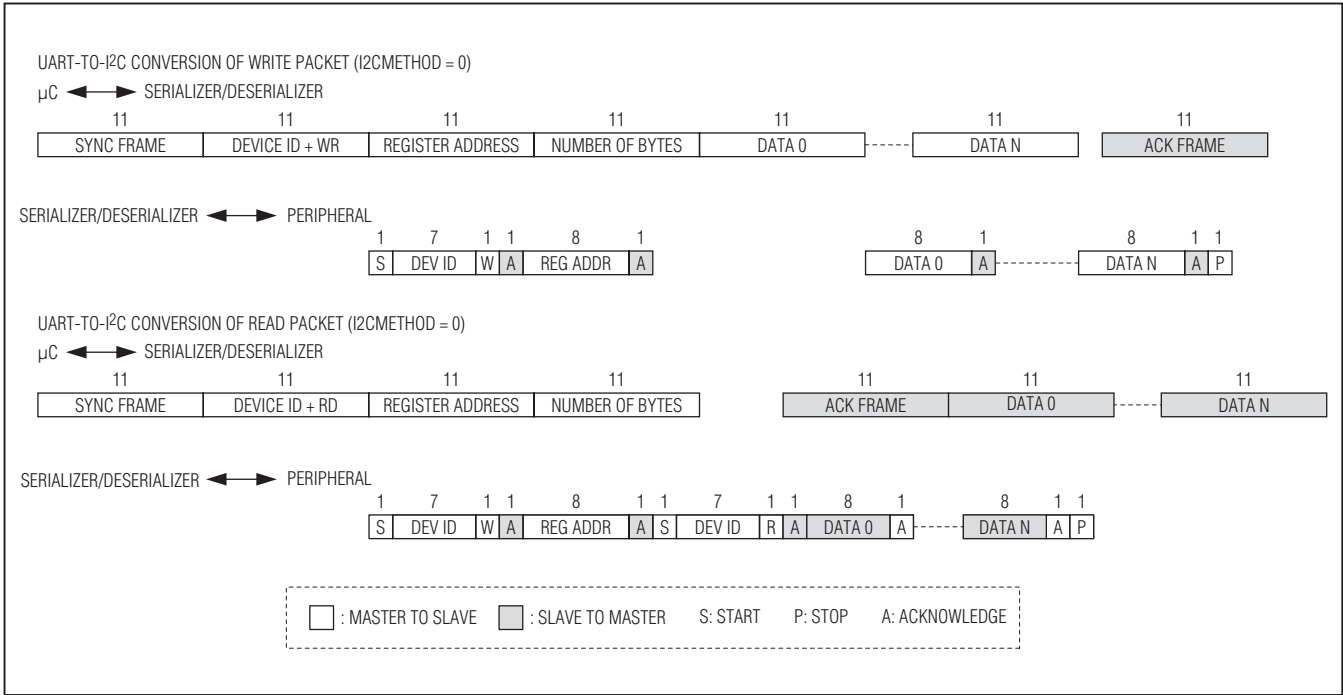 UART-TO-I2C CONVERSION OF WRITE PACKET (I2CMETHOD = 0)
µC SERIALIZER/DESERIALIZER
11 11 11 11 11 11 11
SYNC FRAME DEVICE ID + WR REGISTER ADDRESS NUMBER OF BYTES DATA 0 DATA N ACK FRAME
SERIALIZER/DESERIALIZER PERIPHERAL
1 7 1 1 8 1 8 1 8 1 1
S DEV ID W A REG ADDR A DATA 0 A DATA N A P
UART-TO-I2C CONVERSION OF READ PACKET (I2CMETHOD = 0)
µC SERIALIZER/DESERIALIZER
11 11 11 11 11 11 11
SYNC FRAME DEVICE ID + RD REGISTER ADDRESS NUMBER OF BYTES ACK FRAME DATA 0 DATA N
SERIALIZER/DESERIALIZER PERIPHERAL
1 7 1 1 8 1 1 7 1 1 8 1 8 1 1
S DEV ID W A REG ADDR A S DEV ID R A DATA 0 A DATA N A P
: MASTER TO SLAVE : SLAVE TO MASTER S: START P: STOP A: ACKNOWLEDGE